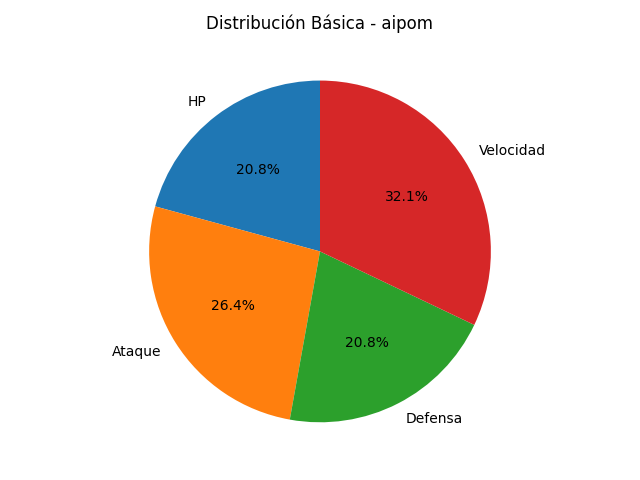 Distribución Básica - aipom
HP
20.8%
Velocidad
32.1%
Ataque
26.4%
Defensa
20.8%